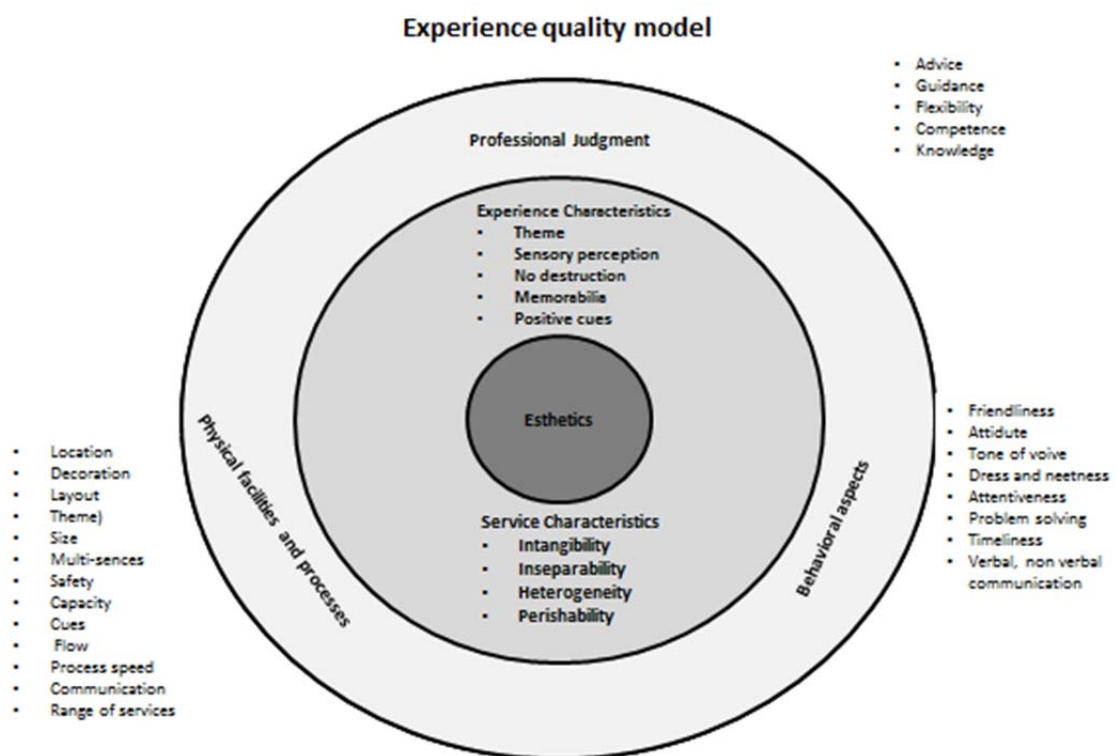 Experience quality model
• Advice
• Guidance
• Flexibility
• Competence
• Knowledge
Professional Judgment
Experience Characteristics
• Theme
• Sensory perception
• No destruction
• Memorabilia
• Positive cues
Esthetics
Service Characteristics
• Intangibility
• Inseparability
• Heterogeneity
• Perishability
Physical facilities and processes
• Location
• Decoration
• Layout
• Theme)
• Size
• Multi-sences
• Safety
• Capacity
• Cues
• Flow
• Process speed
• Communication
• Range of services
Behavioral aspects
• Friendliness
• Attidute
• Tone of voive
• Dress and neetness
• Attentiveness
• Problem solving
• Timeliness
• Verbal, non verbal
communication